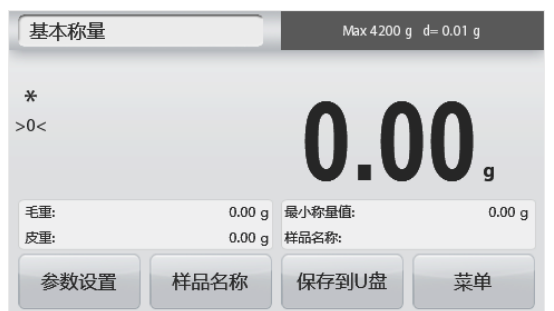 基本称量 Max 4200 g d= 0.01 g
*
>0<
0.00 g
毛重: 0.00 g 最小称量值: 0.00 g
皮重: 0.00 g 样品名称:
参数设置 样品名称 保存到U盘 菜单